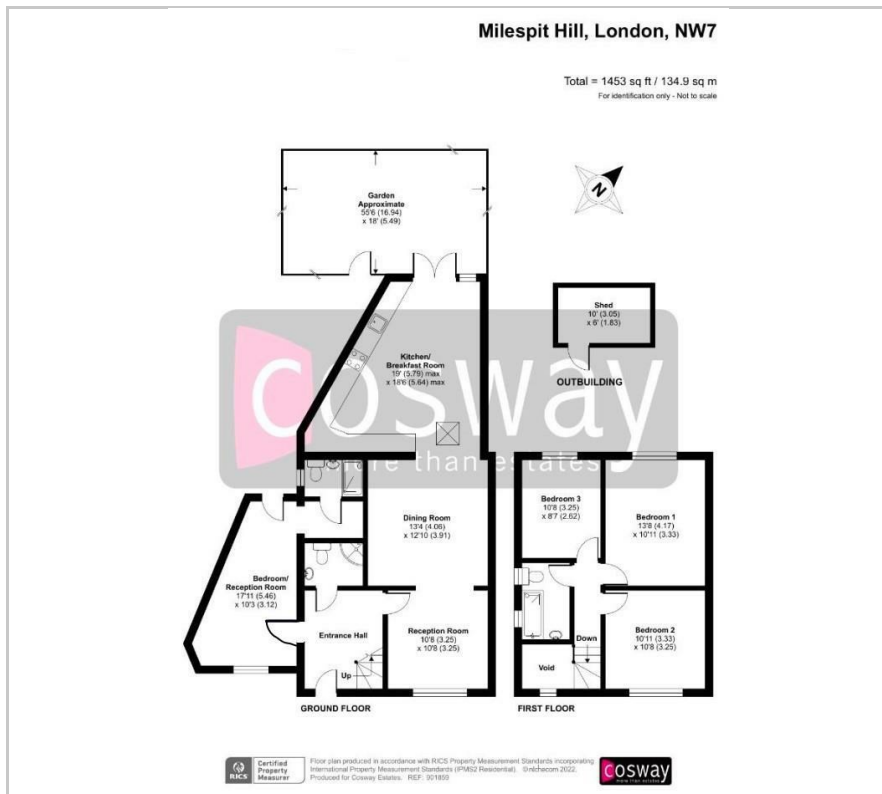 Milespit Hill, London, NW7
Total = 1453 sq ft / 134.9 sq m
For identification only - Not to scale
Garden
Approximate
55'6 (16.94)
x 18' (5.49)
N
Shed
10' (3.05)
x 6' (1.83)
OUTBUILDING
Kitchen/
Breakfast Room
19' (5.79) max
x 18'6 (5.64) max
cosway
more than estates
Dining Room
13'4 (4.06)
x 12'10 (3.91)
Bedroom/
Reception Room
17'11 (5.46)
x 10'3 (3.12)
Entrance Hall
Up
Reception Room
10'8 (3.25)
x 10'8 (3.25)
GROUND FLOOR
Bedroom 3
10'8 (3.25)
x 8'7 (2.62)
Bedroom 1
13'8 (4.17)
x 10'11 (3.33)
Down
Void
Bedroom 2
10'11 (3.33)
x 10'8 (3.25)
FIRST FLOOR
RICS
Certified
Property
Measurer
Floor plan produced in accordance with RICS Property Measurement Standards incorporating
International Property Measurement Standards (IPMS2 Residential). ©nichecom 2022.
Produced for Cosway Estates. REF: 901859
cosway
more than estates